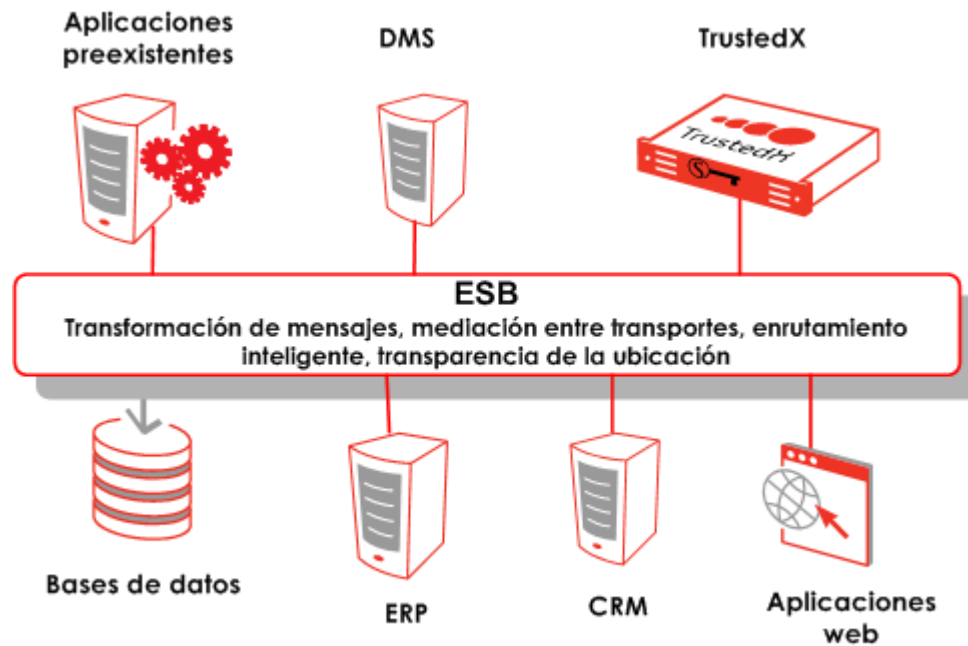 Aplicaciones
preexistentes
DMS
TrustedX
TrustedX
S
ESB
Transformación de mensajes, mediación entre transportes, enrutamiento
inteligente, transparencia de la ubicación
Bases de datos
ERP
CRM
Aplicaciones
web